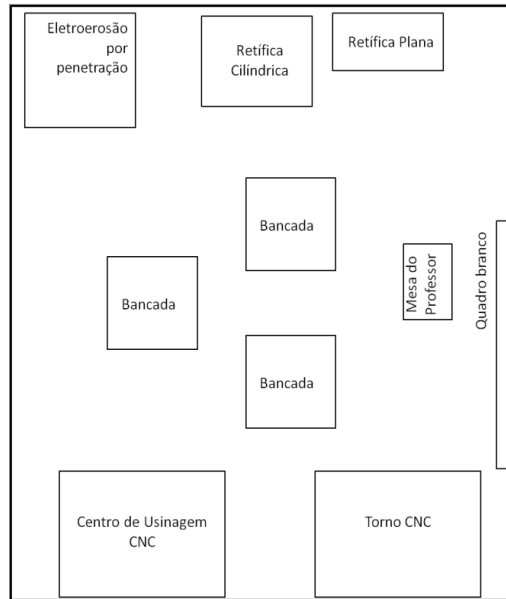 Eletroerosão
por
penetração
Retífica
Cilíndrica
Retífica Plana
Bancada
Bancada
Bancada
Mesa do
Professor
Quadro branco
Centro de Usinagem
CNC
Torno CNC